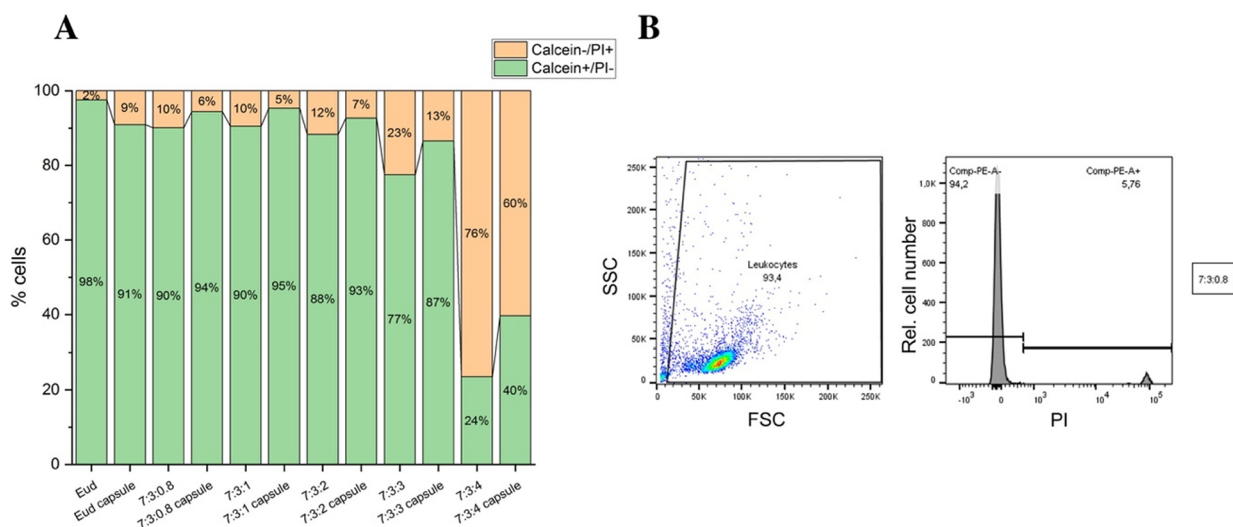 A
Calcein-/PI+
Calcein+/PI-
% cells
100
80
60
40
20
0
2% 9% 10% 6% 10% 5% 12% 7% 23% 13% 76% 60%
98% 91% 90% 94% 90% 95% 88% 93% 77% 87% 24% 40%
Eud
Eud capsule
7:3:0.8
7:3:0.8 capsule
7:3:1
7:3:1 capsule
7:3:2
7:3:2 capsule
7:3:3
7:3:3 capsule
7:3:4
7:3:4 capsule
B
SSC
250K
200K
150K
100K
50K
0
Leukocytes
93,4
0 50K 100K 150K 200K 250K
FSC
Rel. cell number
1,0K
800
600
400
200
0
Comp-PE-A-
94,2
Comp-PE-A+
5,76
-10³ 0 10³ 10⁴ 10⁵
PI
7:3:0.8